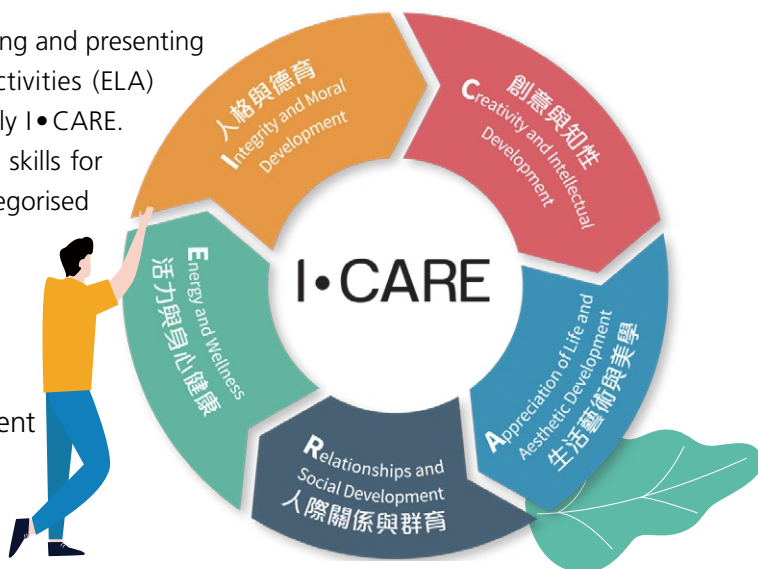 ing and presenting
ctivities (ELA)
ly I•CARE.
skills for
egorised
ent
人格與德育
Integrity and Moral
Development
創意與知性
Creativity and Intellectual
Development
Appreciation of Life and
Aesthetic Development
生活藝術與美學
Relationships and
Social Development
人際關係與群育
Energy and Wellness
活力與身心健康
I•CARE